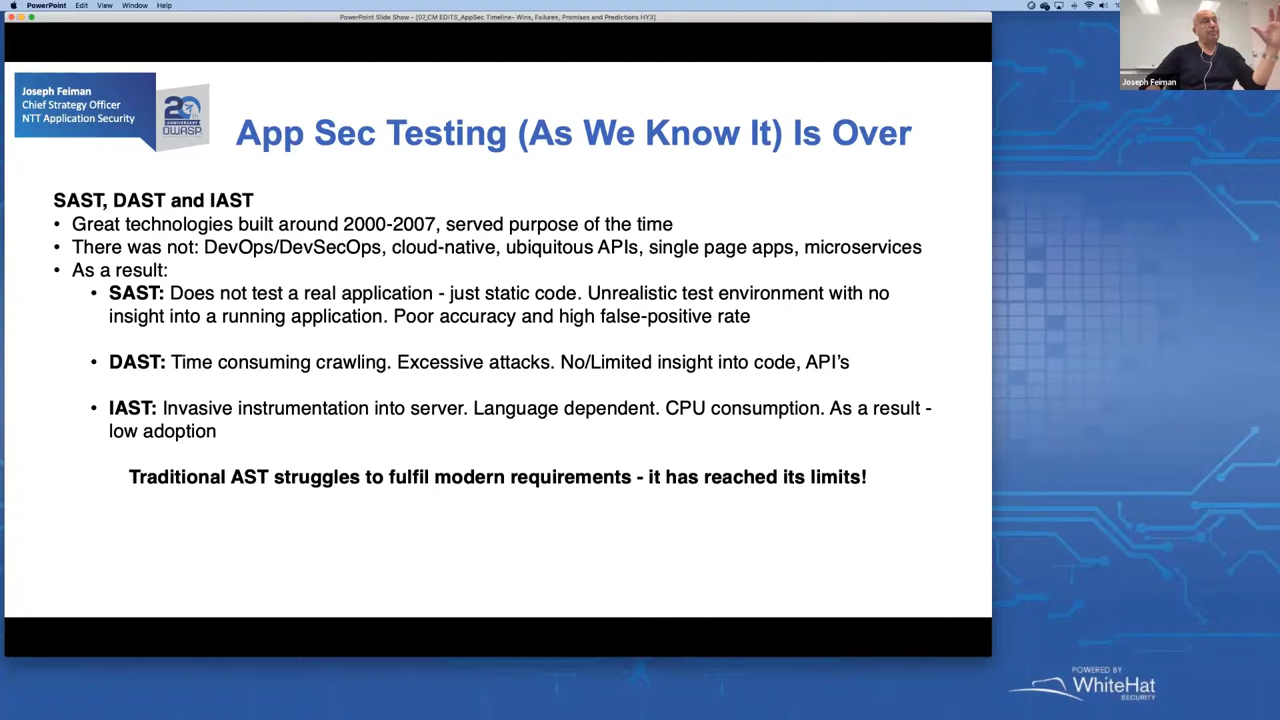 PowerPoint File Edit View Window Help
PowerPoint Slide Show - [07_CM EDITS_AppSec Timeline- Wins, Failures, Promises and Predictions HY3]
Joseph Feiman
Joseph Feiman
Chief Strategy Officer
NTT Application Security
20
ANNIVERSARY
OWASP
App Sec Testing (As We Know It) Is Over
SAST, DAST and IAST
• Great technologies built around 2000-2007, served purpose of the time
• There was not: DevOps/DevSecOps, cloud-native, ubiquitous APIs, single page apps, microservices
• As a result:
• SAST: Does not test a real application - just static code. Unrealistic test environment with no
insight into a running application. Poor accuracy and high false-positive rate
• DAST: Time consuming crawling. Excessive attacks. No/Limited insight into code, API's
• IAST: Invasive instrumentation into server. Language dependent. CPU consumption. As a result -
low adoption
Traditional AST struggles to fulfil modern requirements - it has reached its limits!
POWERED BY
WhiteHat
SECURITY